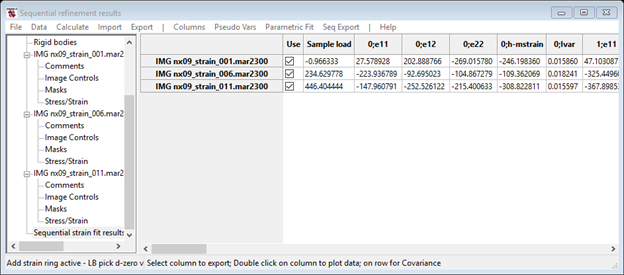 Sequential refinement results
File Data Calculate Import Export | Columns Pseudo Vars Parametric Fit Seq Export | Help
Rigid bodies
IMG nx09_strain_001.mar2
Comments
Image Controls
Masks
Stress/Strain
IMG nx09_strain_006.mar2
Comments
Image Controls
Masks
Stress/Strain
IMG nx09_strain_011.mar2
Comments
Image Controls
Masks
Stress/Strain
Sequential strain fit results
Use Sample load 0;e11 0;e12 0;e22 0;h-mstrain 0;Ivar 1;e11
IMG nx09_strain_001.mar2300 -0.966333 27.578928 202.888766 -269.015780 -246.198360 0.015860 47.103087
IMG nx09_strain_006.mar2300 234.629778 -223.936789 -92.695023 -104.867279 -109.362069 0.018241 -325.44960
IMG nx09_strain_011.mar2300 446.404444 -147.960791 -252.526122 -215.400633 -308.822811 0.015597 -367.89853
Add strain ring active - LB pick d-zero v Select column to export; Double click on column to plot data; on row for Covariance